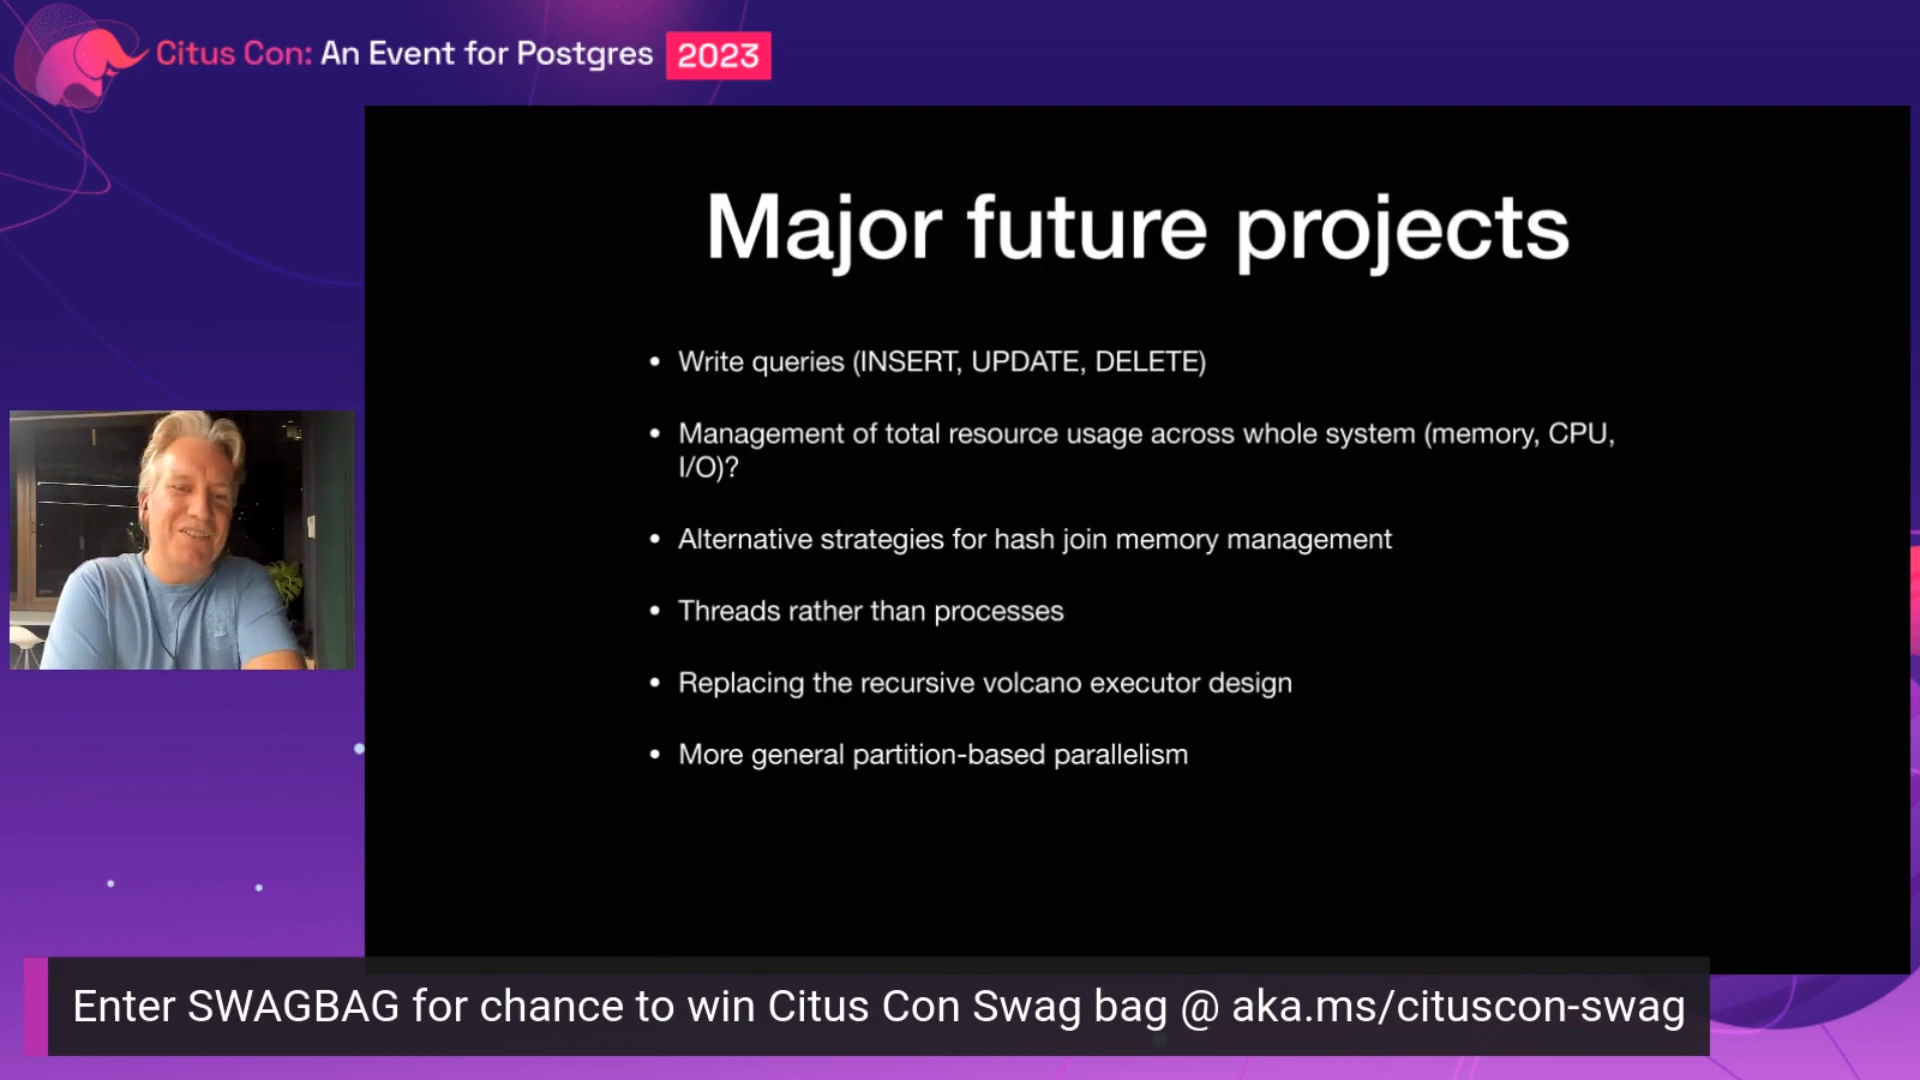 Citus Con: An Event for Postgres 2023
Major future projects
• Write queries (INSERT, UPDATE, DELETE)
• Management of total resource usage across whole system (memory, CPU,
I/O)?
• Alternative strategies for hash join memory management
• Threads rather than processes
• Replacing the recursive volcano executor design
• More general partition-based parallelism
Enter SWAGBAG for chance to win Citus Con Swag bag @ aka.ms/cituscon-swag